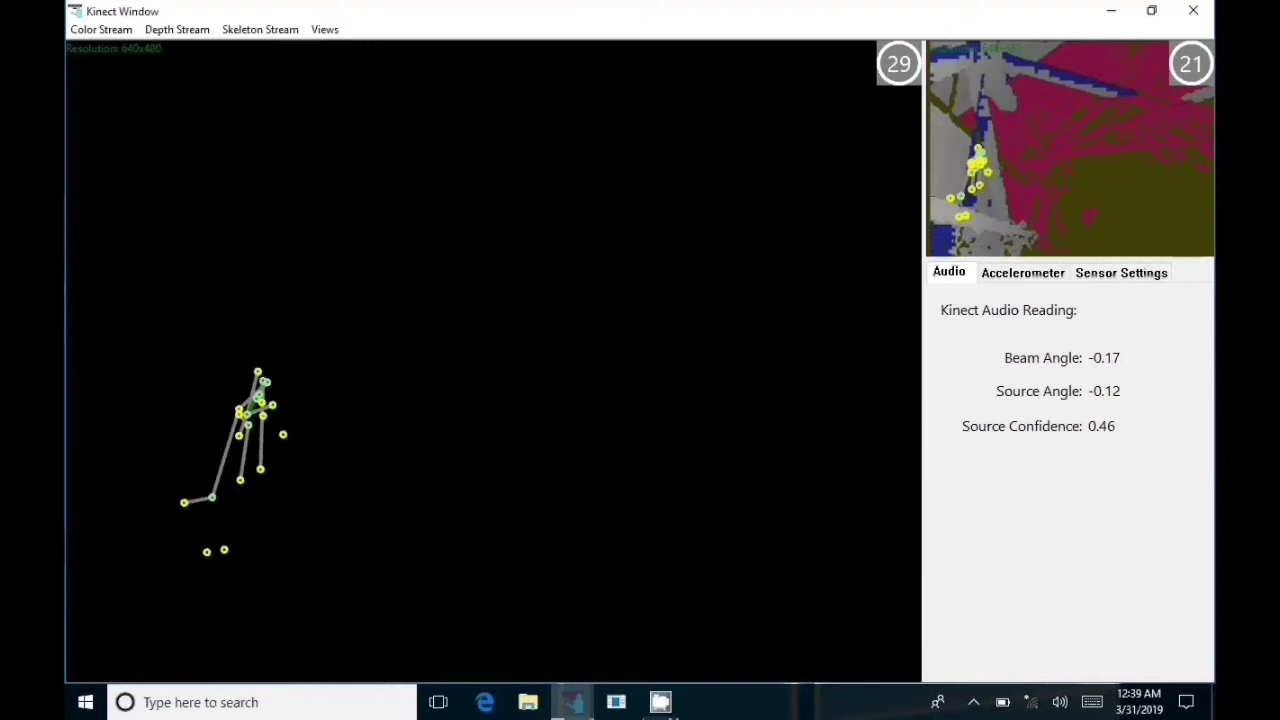 Kinect Window
Color Stream Depth Stream Skeleton Stream Views
Resolution: 640x480
29
21
Audio Accelerometer Sensor Settings
Kinect Audio Reading:
Beam Angle: -0.17
Source Angle: -0.12
Source Confidence: 0.46
Type here to search
12:39 AM
3/31/2019